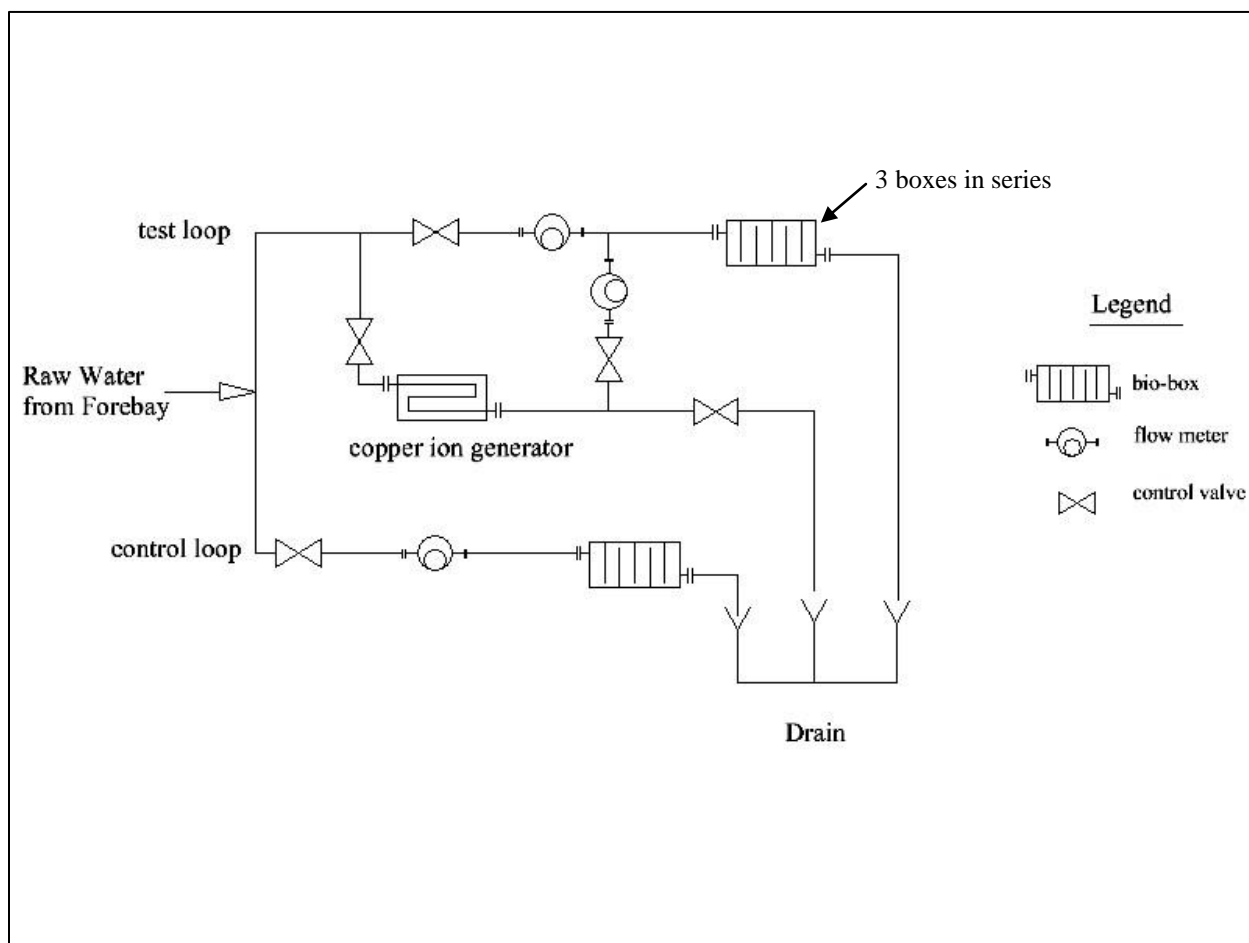 3 boxes in series
test loop
Raw Water
from Forebay
copper ion generator
control loop
Drain
Legend
bio-box
flow meter
control valve